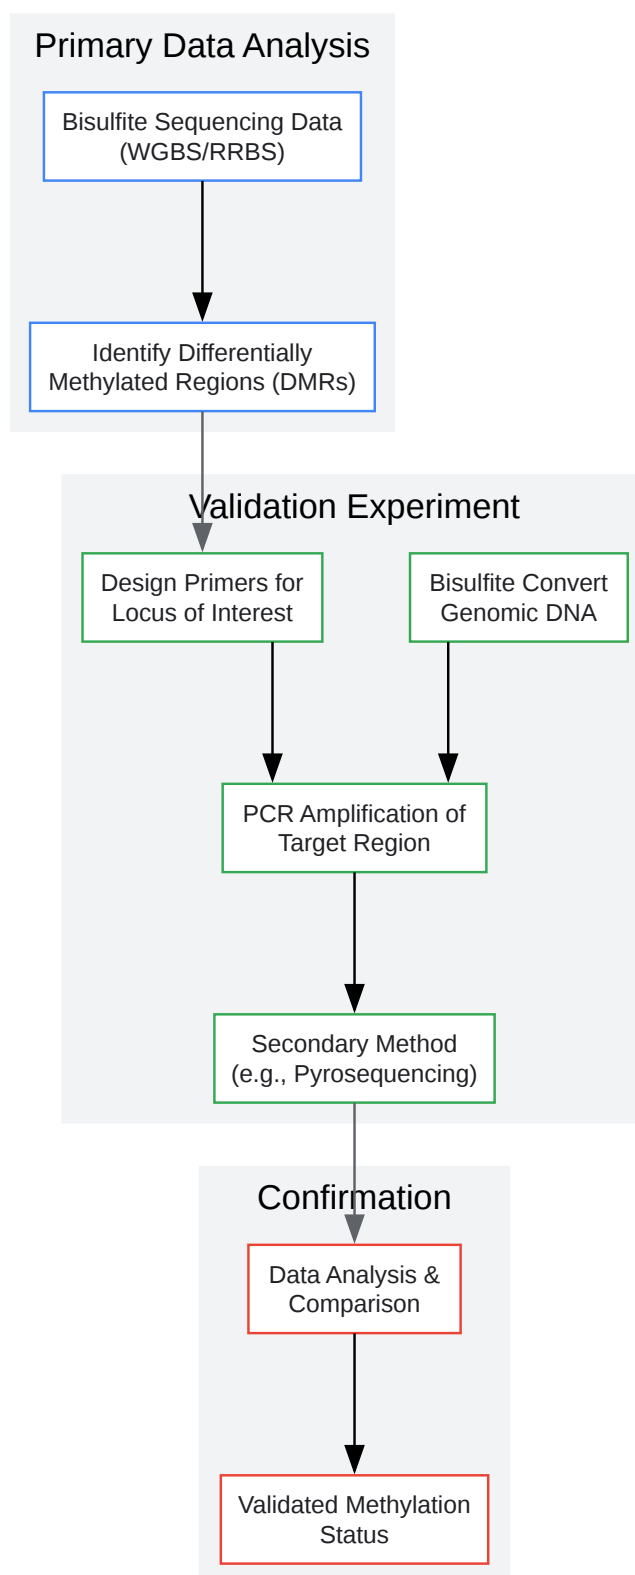 Primary Data Analysis
Bisulfite Sequencing Data
(WGBS/RRBS)
Identify Differentially
Methylated Regions (DMRs)
Validation Experiment
Design Primers for
Locus of Interest
Bisulfite Convert
Genomic DNA
PCR Amplification of
Target Region
Secondary Method
(e.g., Pyrosequencing)
Confirmation
Data Analysis &
Comparison
Validated Methylation
Status